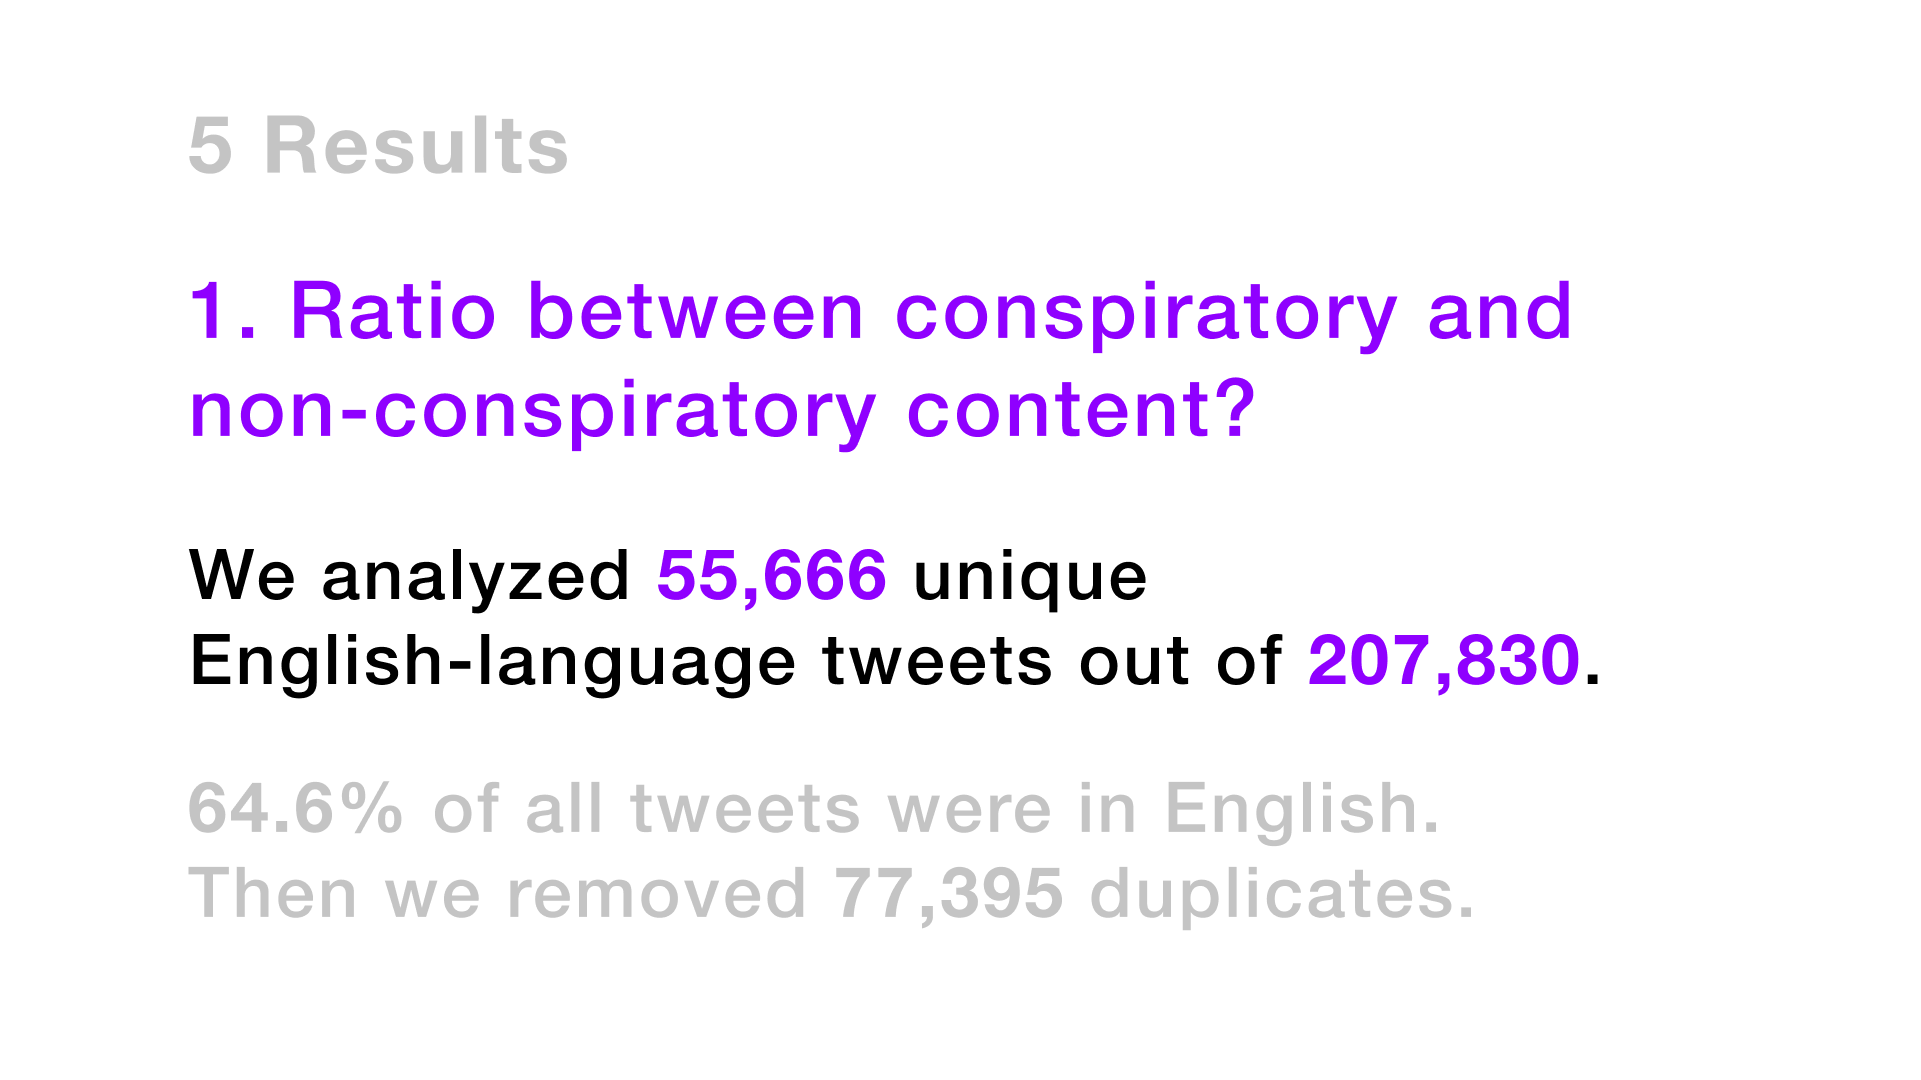 5 Results
1. Ratio between conspiratory and
non-conspiratory content?
We analyzed 55,666 unique
English-language tweets out of 207,830.
64.6% of all tweets were in English.
Then we removed 77,395 duplicates.